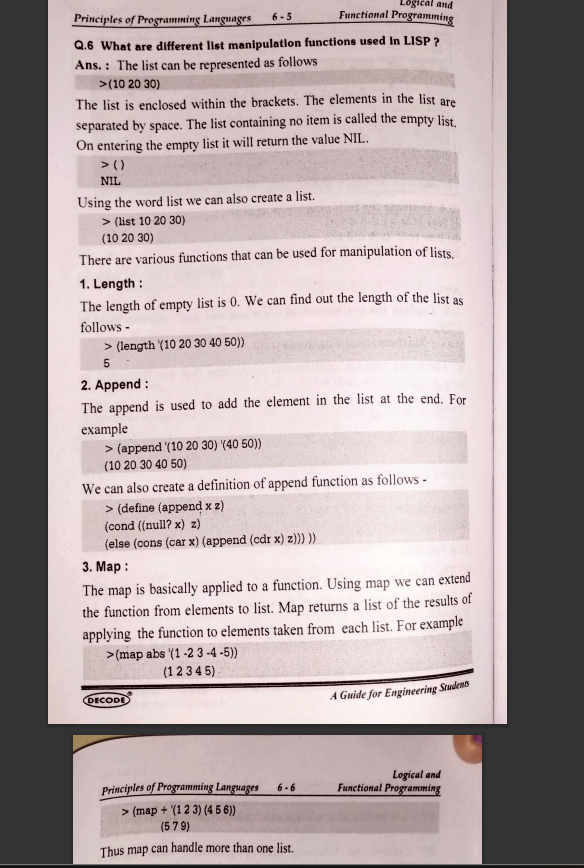 Logical and
Principles of Programming Languages 6 - 5 Functional Programming
Q.6 What are different list manipulation functions used in LISP ?
Ans. : The list can be represented as follows
>(10 20 30)
The list is enclosed within the brackets. The elements in the list are
separated by space. The list containing no item is called the empty list.
On entering the empty list it will return the value NIL.
> ( )
NIL
Using the word list we can also create a list.
> (list 10 20 30)
(10 20 30)
There are various functions that can be used for manipulation of lists.
1. Length :
The length of empty list is 0. We can find out the length of the list as
follows -
> (length '(10 20 30 40 50))
5
2. Append :
The append is used to add the element in the list at the end. For
example
> (append '(10 20 30) '(40 50))
(10 20 30 40 50)
We can also create a definition of append function as follows -
> (define (append x z)
(cond ((null? x) z)
(else (cons (car x) (append (cdr x) z))) ))
3. Map :
The map is basically applied to a function. Using map we can extend
the function from elements to list. Map returns a list of the results of
applying the function to elements taken from each list. For example
>(map abs '(1 -2 3 -4 -5))
(1 2 3 4 5)
DECODE® A Guide for Engineering Students
Logical and
Principles of Programming Languages 6 - 6 Functional Programming
> (map + '(1 2 3) (4 5 6))
(5 7 9)
Thus map can handle more than one list.